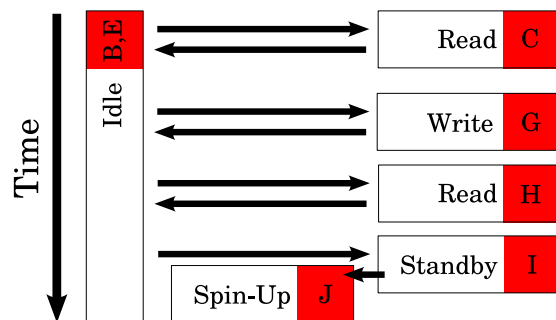 Time
B,E
Idle
Read C
Write G
Read H
Standby I
Spin-Up J